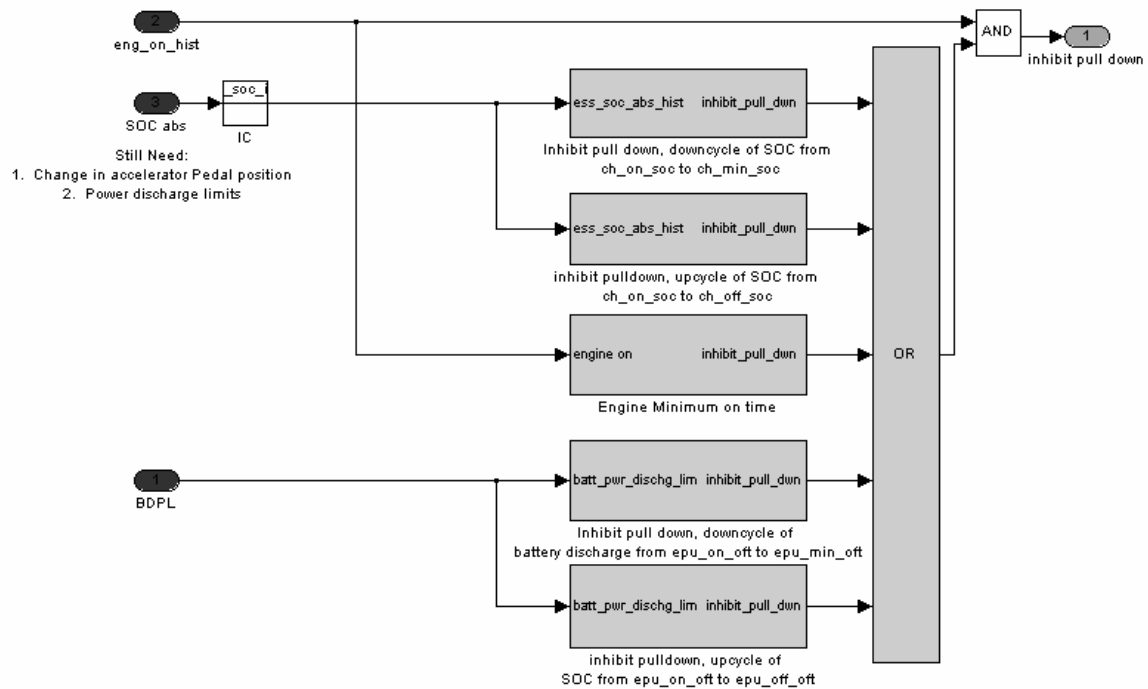 2
eng_on_hist
AND
1
inhibit pull down
3
SOC abs
_soc_i
IC
Still Need:
1. Change in accelerator Pedal position
2. Power discharge limits
ess_soc_abs_hist inhibit_pull_dwn
Inhibit pull down, downcycle of SOC from
ch_on_soc to ch_min_soc
ess_soc_abs_hist inhibit_pull_dwn
inhibit pulldown, upcycle of SOC from
ch_on_soc to ch_off_soc
engine on inhibit_pull_dwn
Engine Minimum on time
OR
1
BDPL
batt_pwr_dischg_lim inhibit_pull_dwn
Inhibit pull down, downcycle of
battery discharge from epu_on_oft to epu_min_oft
batt_pwr_dischg_lim inhibit_pull_dwn
inhibit pulldown, upcycle of
SOC from epu_on_oft to epu_off_oft